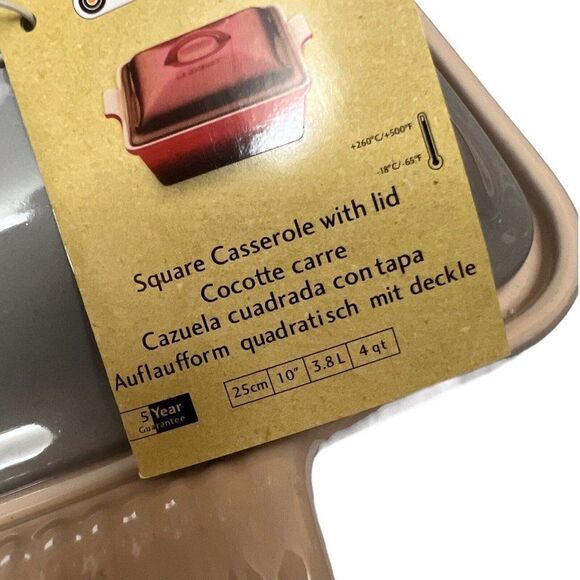 +260°C/+500°F
-18°C/-65°F
Square Casserole with lid
Cocotte carre
Cazuela cuadrada con tapa
Auflaufform quadratisch mit deckle
25cm 10" 3.8L 4 qt
5 Year
Guarantee